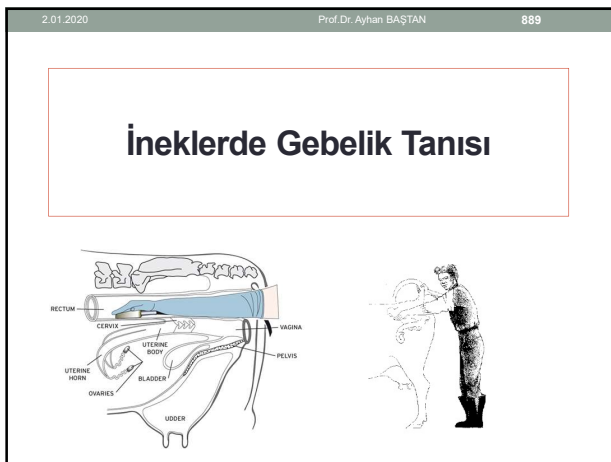 2.01.2020
Prof.Dr. Ayhan BAŞTAN
889
İneklerde Gebelik Tanısı
RECTUM
CERVIX
UTERINE
BODY
VAGINA
PELVIS
UTERINE
HORN
BLADDER
OVARIES
UDDER